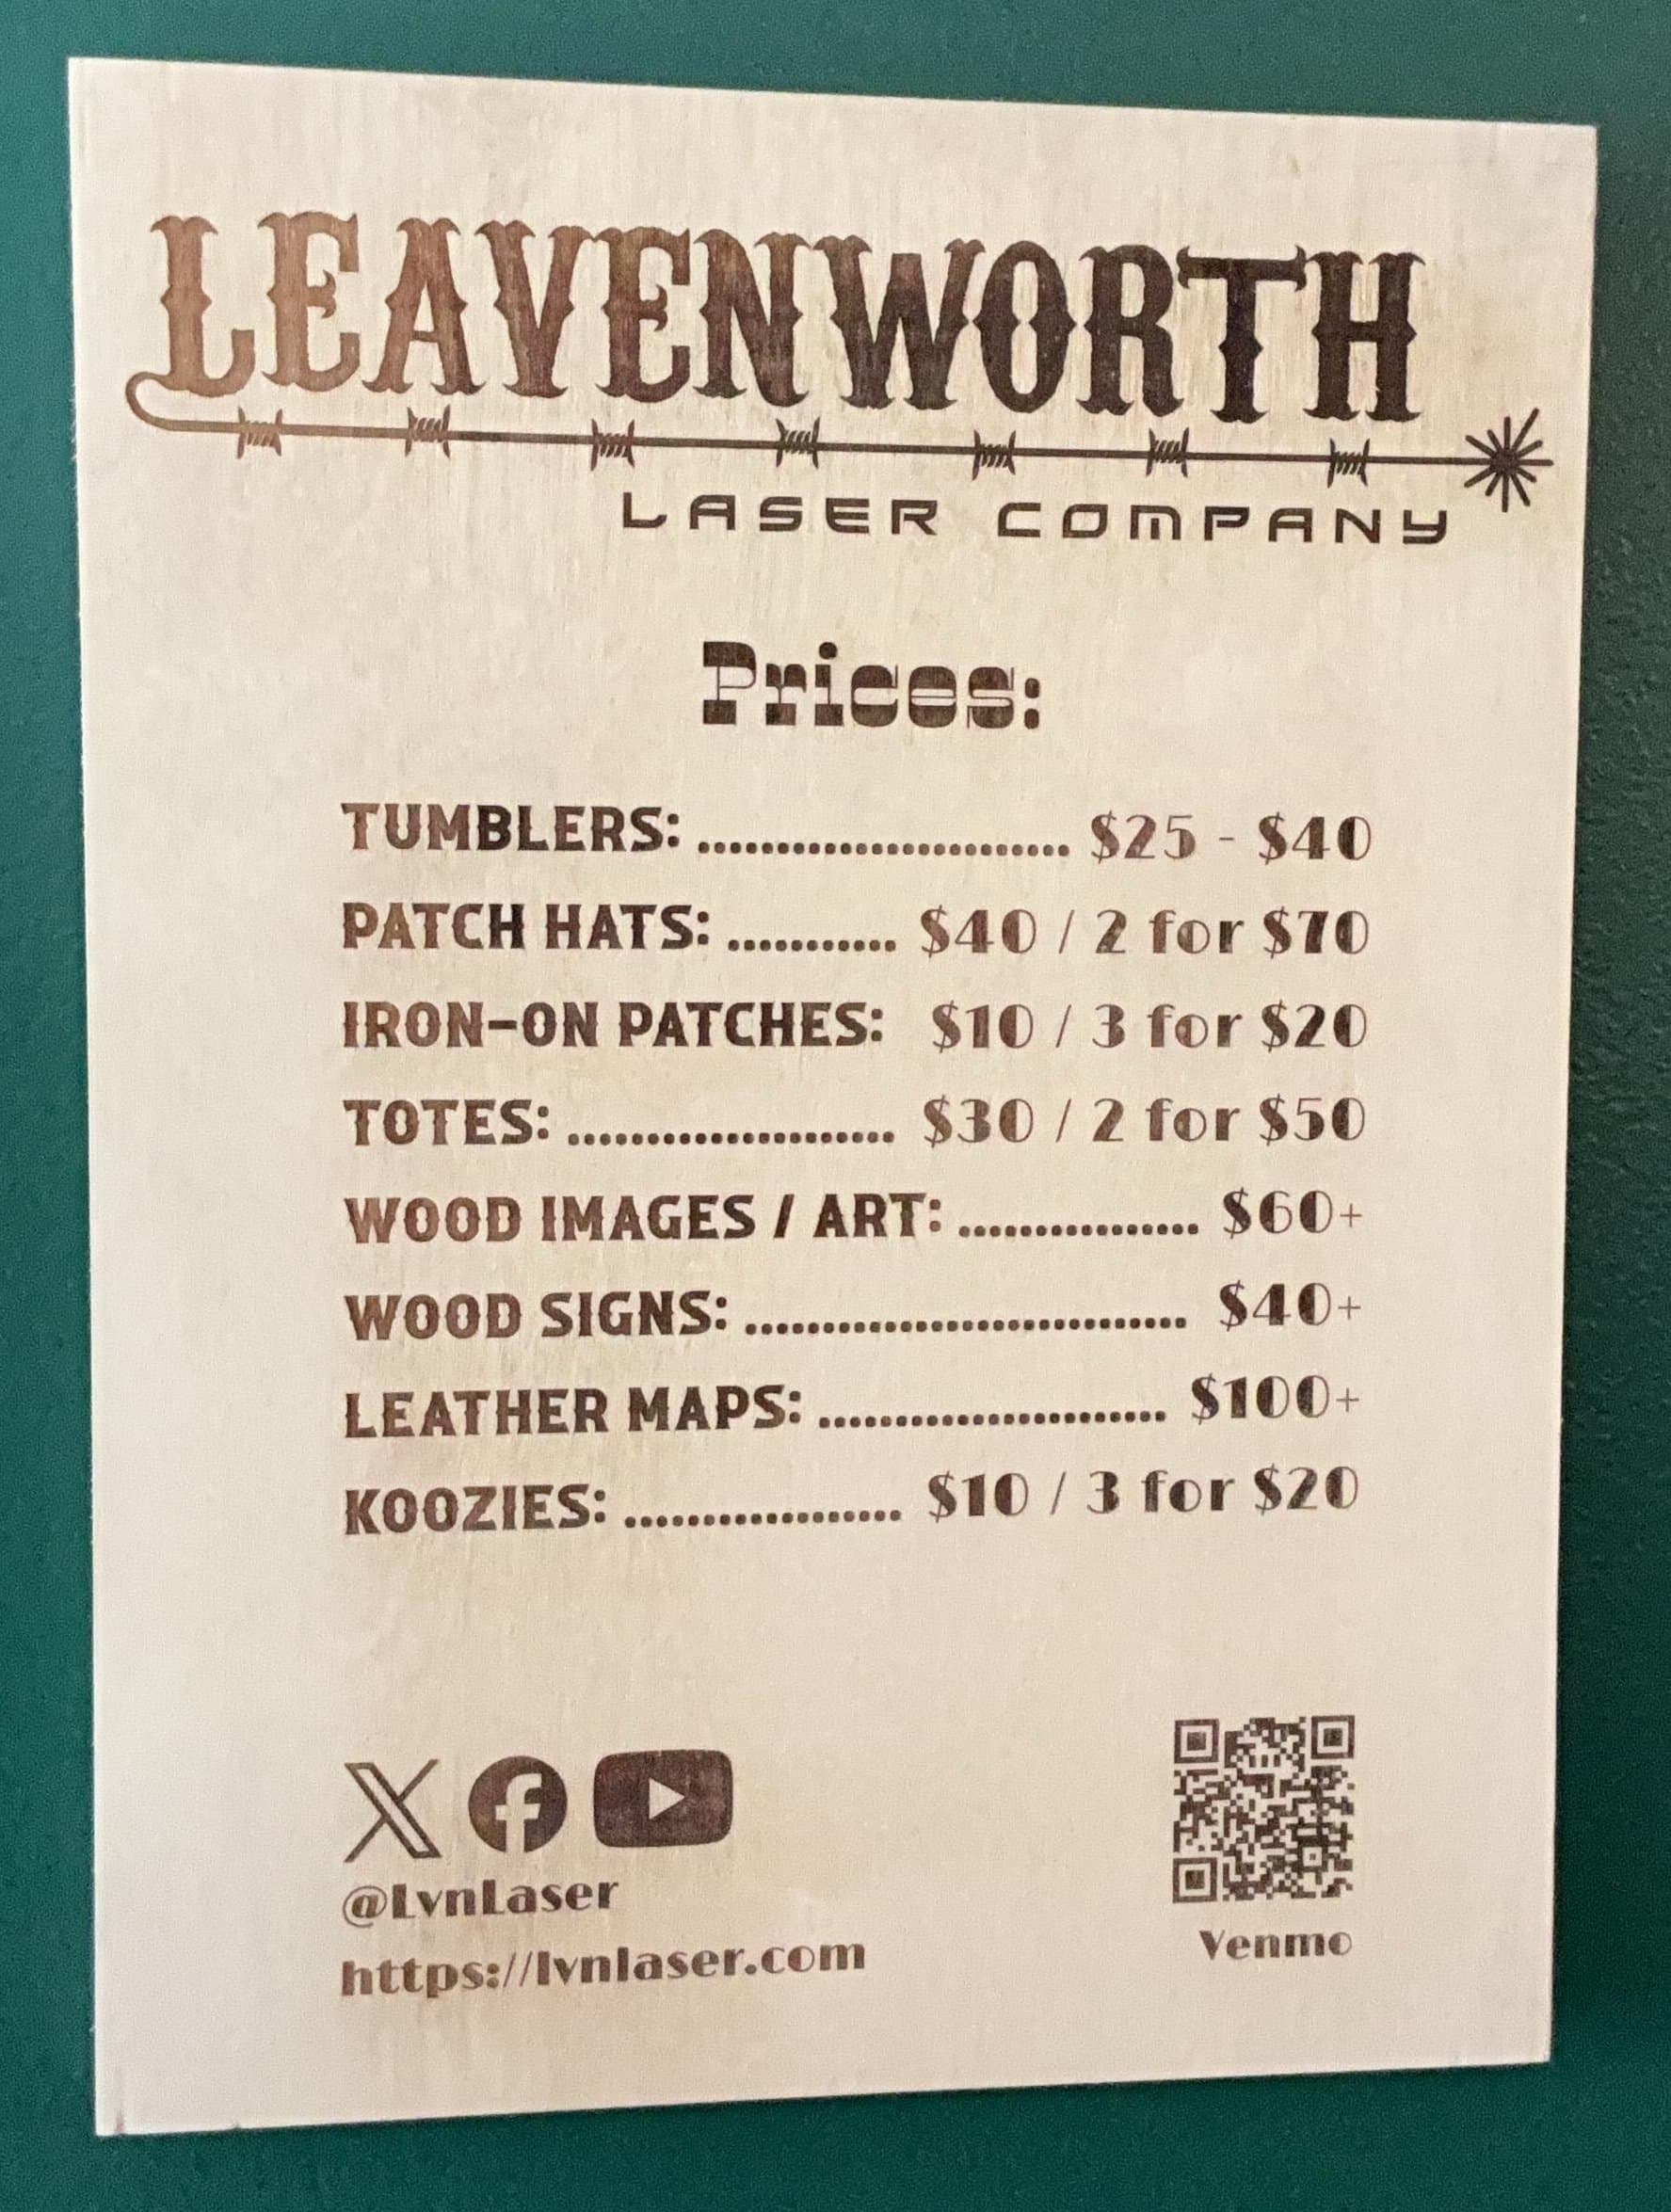 LEAVENWORTH
LASER COMPANY
Prices:
TUMBLERS: ........................ $25 - $40
PATCH HATS: ........... $40 / 2 for $70
IRON-ON PATCHES: $10 / 3 for $20
TOTES: ..................... $30 / 2 for $50
WOOD IMAGES / ART: ................ $60+
WOOD SIGNS: ............................. $40+
LEATHER MAPS: ....................... $100+
KOOZIES: .................. $10 / 3 for $20
@LvnLaser
https://lvnlaser.com
Venmo